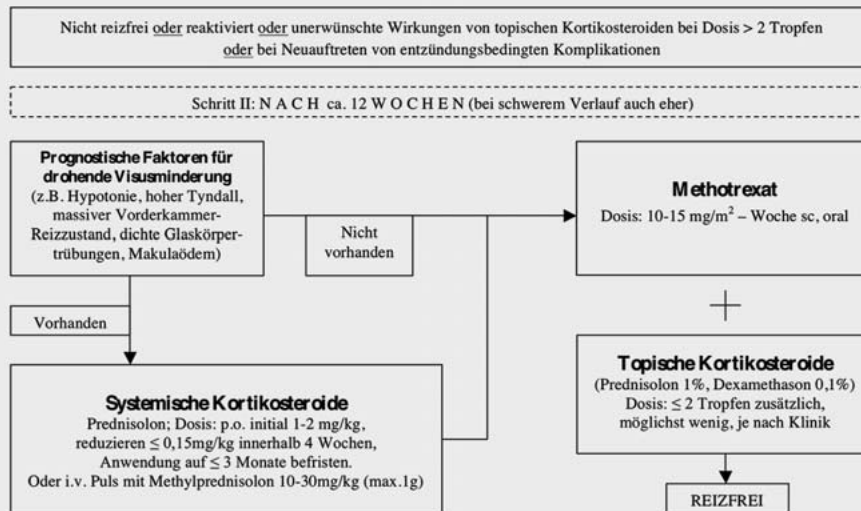 Nicht reizfrei oder reaktiviert oder unerwünschte Wirkungen von topischen Kortikosteroiden bei Dosis > 2 Tropfen
oder bei Neuauftreten von entzündungsbedingten Komplikationen
Schritt II: N A C H ca. 12 W O C H E N (bei schwerem Verlauf auch eher)
Prognostische Faktoren für
drohende Visusminderung
(z.B. Hypotonie, hoher Tyndall,
massiver Vorderkammer-
Reizzustand, dichte Glaskörper-
trübungen, Makulaödem)
Nicht
vorhanden
Methotrexat
Dosis: 10-15 mg/m² – Woche sc, oral
+
Vorhanden
Systemische Kortikosteroide
Prednisolon; Dosis: p.o. initial 1-2 mg/kg,
reduzieren ≤ 0,15mg/kg innerhalb 4 Wochen,
Anwendung auf ≤ 3 Monate befristen.
Oder i.v. Puls mit Methylprednisolon 10-30mg/kg (max.1g)
Topische Kortikosteroide
(Prednisolon 1%, Dexamethason 0,1%)
Dosis: ≤ 2 Tropfen zusätzlich,
möglichst wenig, je nach Klinik
REIZFREI